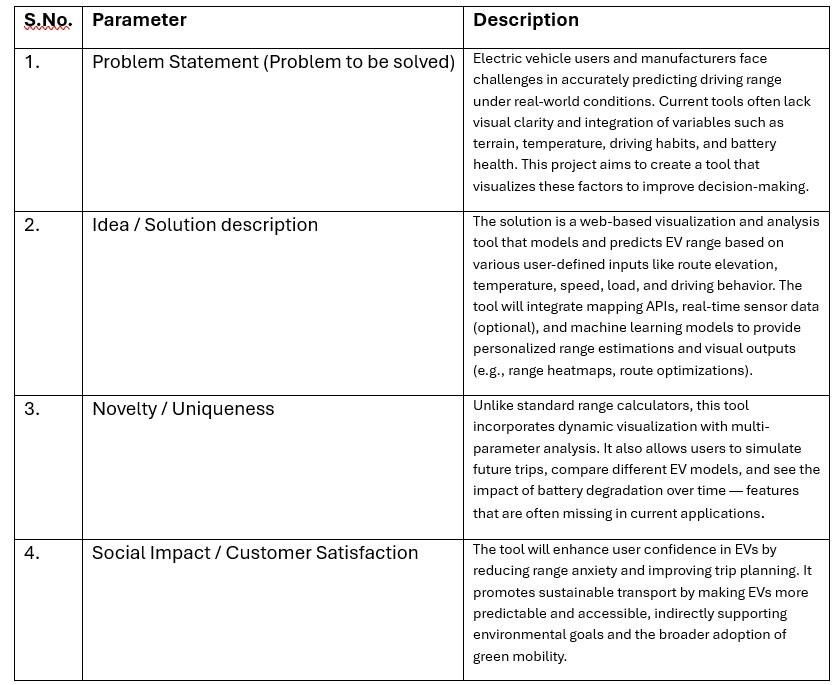 S.No. Parameter Description
1. Problem Statement (Problem to be solved) Electric vehicle users and manufacturers face
challenges in accurately predicting driving range
under real-world conditions. Current tools often lack
visual clarity and integration of variables such as
terrain, temperature, driving habits, and battery
health. This project aims to create a tool that
visualizes these factors to improve decision-making.
2. Idea / Solution description The solution is a web-based visualization and analysis
tool that models and predicts EV range based on
various user-defined inputs like route elevation,
temperature, speed, load, and driving behavior. The
tool will integrate mapping APIs, real-time sensor data
(optional), and machine learning models to provide
personalized range estimations and visual outputs
(e.g., range heatmaps, route optimizations).
3. Novelty / Uniqueness Unlike standard range calculators, this tool
incorporates dynamic visualization with multi-
parameter analysis. It also allows users to simulate
future trips, compare different EV models, and see the
impact of battery degradation over time — features
that are often missing in current applications.
4. Social Impact / Customer Satisfaction The tool will enhance user confidence in EVs by
reducing range anxiety and improving trip planning. It
promotes sustainable transport by making EVs more
predictable and accessible, indirectly supporting
environmental goals and the broader adoption of
green mobility.